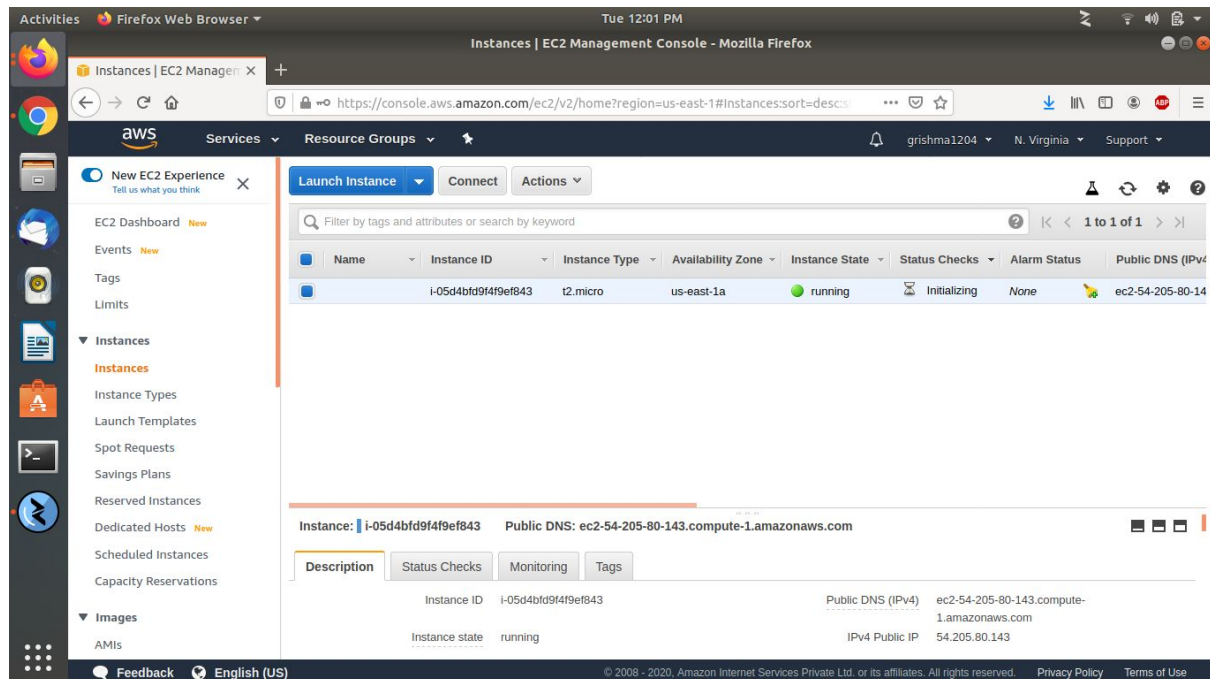 Activities Firefox Web Browser Tue 12:01 PM
Instances | EC2 Management Console - Mozilla Firefox
Instances | EC2 Managem
https://console.aws.amazon.com/ec2/v2/home?region=us-east-1#Instances:sort=desc:s
ABP
aws Services Resource Groups grishma1204 N. Virginia Support
New EC2 Experience
Tell us what you think
Launch Instance Connect Actions
EC2 Dashboard New
Events New
Tags
Limits
Instances
Instances
Instance Types
Launch Templates
Spot Requests
Savings Plans
Reserved Instances
Dedicated Hosts New
Scheduled Instances
Capacity Reservations
Images
AMIs
Filter by tags and attributes or search by keyword 1 to 1 of 1
Name Instance ID Instance Type Availability Zone Instance State Status Checks Alarm Status Public DNS (IPv4
i-05d4bfd9f4f9ef843 t2.micro us-east-1a running Initializing None ec2-54-205-80-14
Instance: i-05d4bfd9f4f9ef843 Public DNS: ec2-54-205-80-143.compute-1.amazonaws.com
Description Status Checks Monitoring Tags
Instance ID i-05d4bfd9f4f9ef843 Public DNS (IPv4) ec2-54-205-80-143.compute-
1.amazonaws.com
Instance state running IPv4 Public IP 54.205.80.143
Feedback English (US) © 2008 - 2020, Amazon Internet Services Private Ltd. or its affiliates. All rights reserved. Privacy Policy Terms of Use